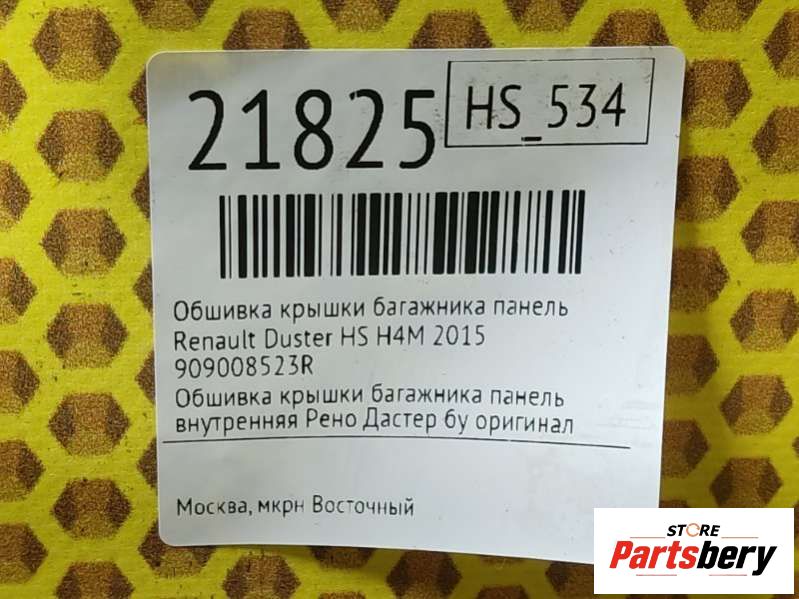 21825
HS_534
Обшивка крышки багажника панель
Renault Duster HS H4M 2015
909008523R
Обшивка крышки багажника панель
внутренняя Рено Дастер бу оригинал
Москва, мкрн Восточный
STORE
Partsbery